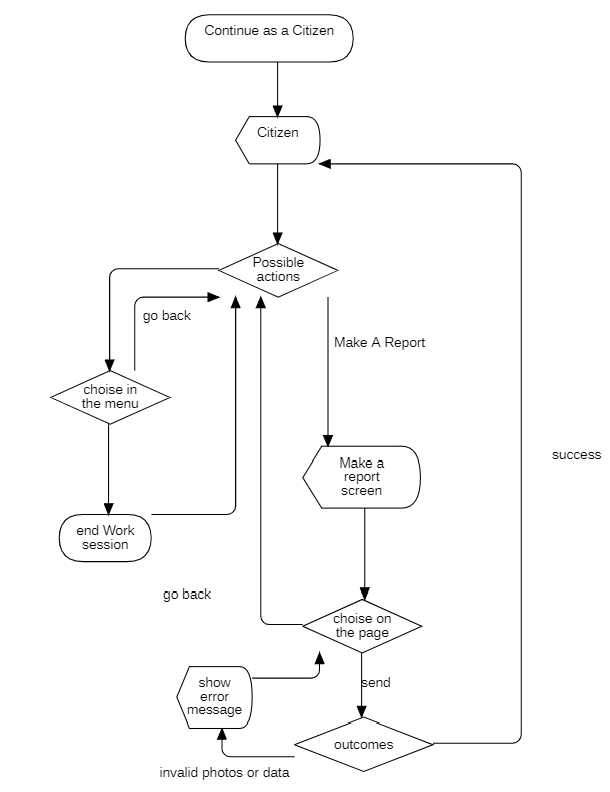 Continue as a Citizen
Citizen
Possible
actions
go back
Make A Report
choise in
the menu
Make a
report
screen
success
end Work
session
go back
choise on
the page
show
error
message
send
outcomes
invalid photos or data